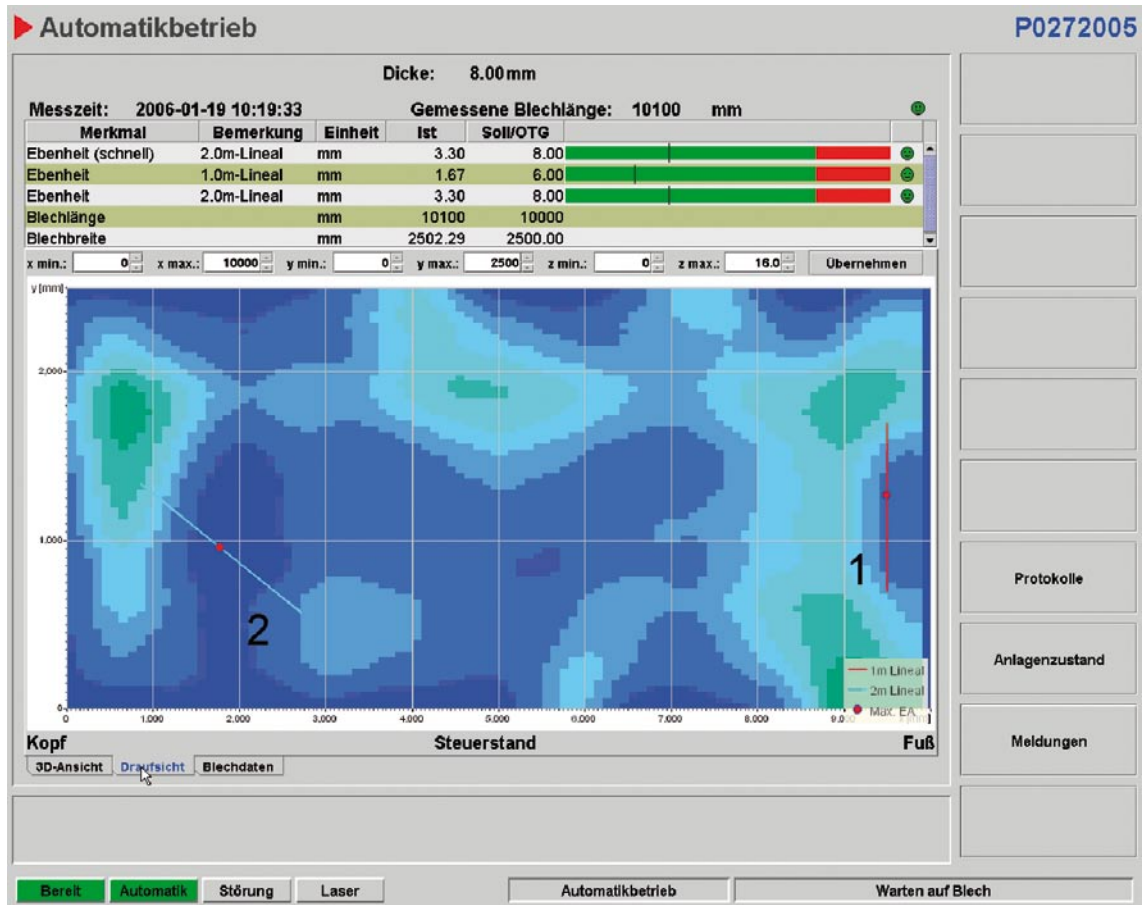 Automatikbetrieb P0272005
Dicke: 8.00 mm
Messzeit: 2006-01-19 10:19:33 Gemessene Blechlänge: 10100 mm
Merkmal Bemerkung Einheit Ist Soll/OTG
Ebenheit (schnell) 2.0m-Lineal mm 3.30 8.00
Ebenheit 1.0m-Lineal mm 1.67 6.00
Ebenheit 2.0m-Lineal mm 3.30 8.00
Blechlänge mm 10100 10000
Blechbreite mm 2502.29 2500.00
x min.: 0 x max.: 10000 y min.: 0 y max.: 2500 z min.: 0 z max.: 16.0 Übernehmen
y [mm]
2,000
1,000
0
1
2
1m Lineal
2m Lineal
Max. EA
0 1,000 2,000 3,000 4,000 5,000 6,000 7,000 8,000
Kopf Steuerstand Fuß
3D-Ansicht Draufsicht Blechdaten
Protokolle
Anlagenzustand
Meldungen
Bereit Automatik Störung Laser Automatikbetrieb Warten auf Blech